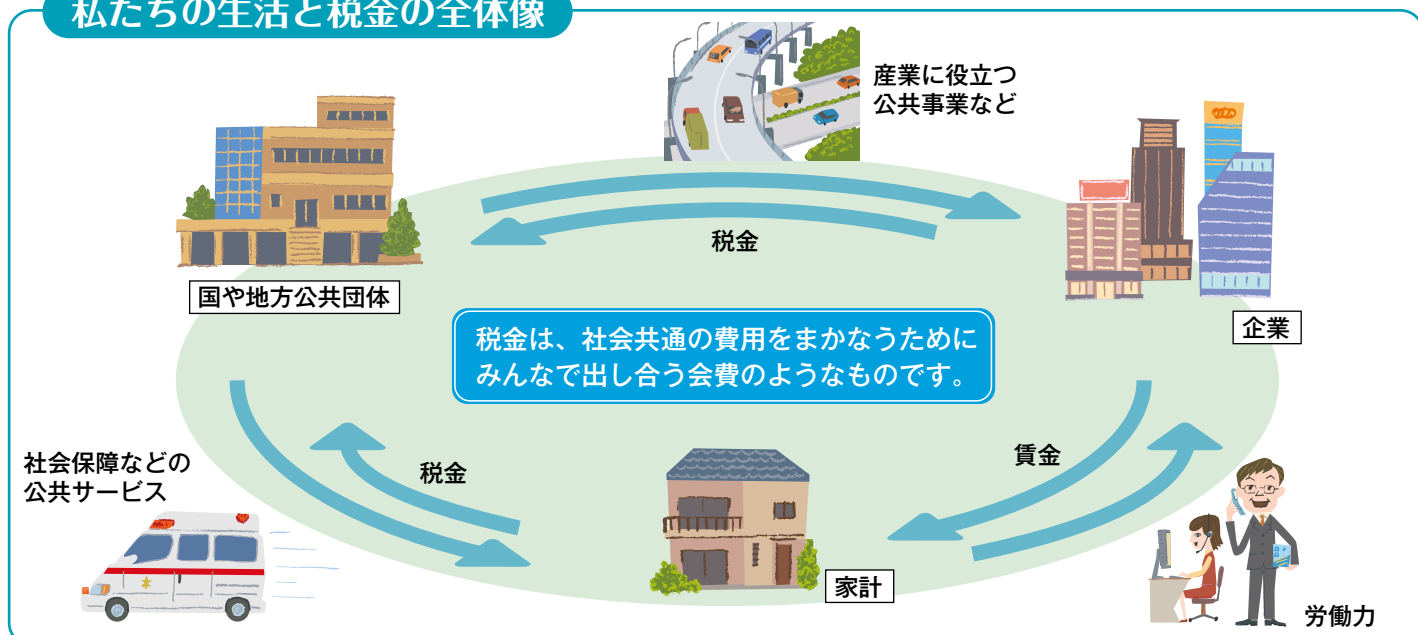 私たちの生活と税金の全体像
産業に役立つ
公共事業など
税金
国や地方公共団体
企業
税金は、社会共通の費用をまかなうために
みんなで出し合う会費のようなものです。
社会保障などの
公共サービス
税金
賃金
家計
労働力